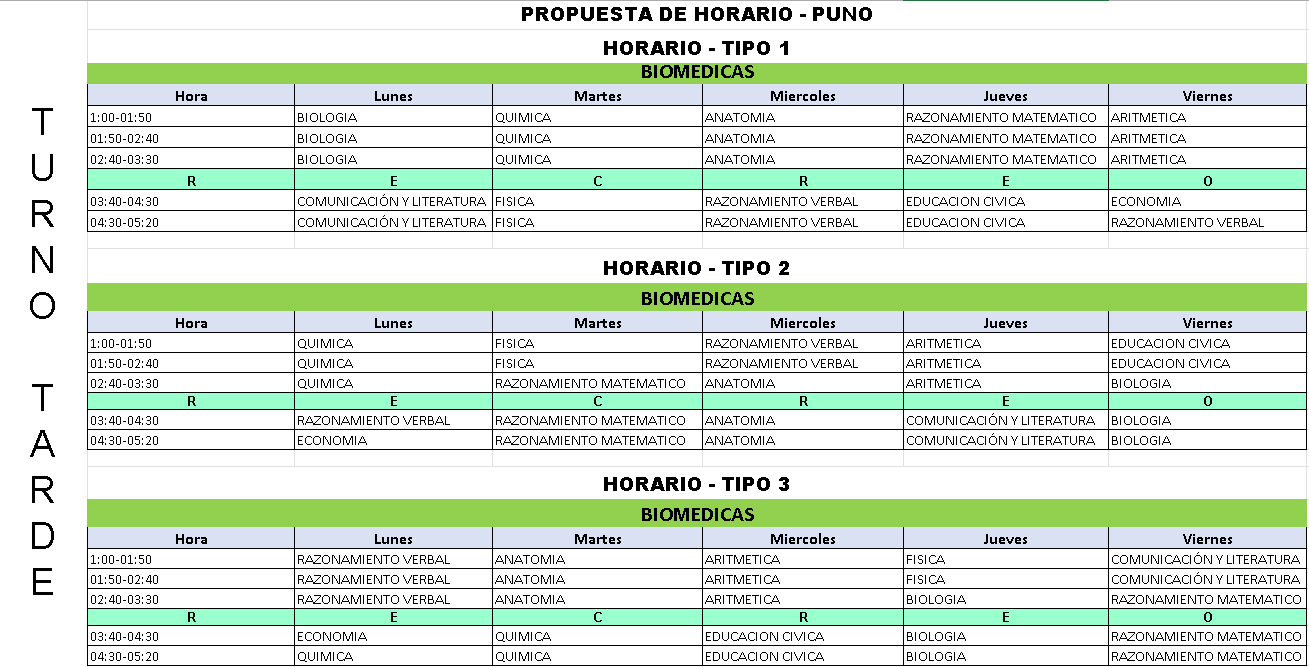 PROPUESTA DE HORARIO - PUNO
HORARIO - TIPO 1
BIOMEDICAS
Hora Lunes Martes Miercoles Jueves Viernes
1:00-01:50 BIOLOGIA QUIMICA ANATOMIA RAZONAMIENTO MATEMATICO ARITMETICA
01:50-02:40 BIOLOGIA QUIMICA ANATOMIA RAZONAMIENTO MATEMATICO ARITMETICA
02:40-03:30 BIOLOGIA QUIMICA ANATOMIA RAZONAMIENTO MATEMATICO ARITMETICA
R E C R E O
03:40-04:30 COMUNICACIÓN Y LITERATURA FISICA RAZONAMIENTO VERBAL EDUCACION CIVICA ECONOMIA
04:30-05:20 COMUNICACIÓN Y LITERATURA FISICA RAZONAMIENTO VERBAL EDUCACION CIVICA RAZONAMIENTO VERBAL
HORARIO - TIPO 2
BIOMEDICAS
Hora Lunes Martes Miercoles Jueves Viernes
1:00-01:50 QUIMICA FISICA RAZONAMIENTO VERBAL ARITMETICA EDUCACION CIVICA
01:50-02:40 QUIMICA FISICA RAZONAMIENTO VERBAL ARITMETICA EDUCACION CIVICA
02:40-03:30 QUIMICA RAZONAMIENTO MATEMATICO ANATOMIA ARITMETICA BIOLOGIA
R E C R E O
03:40-04:30 RAZONAMIENTO VERBAL RAZONAMIENTO MATEMATICO ANATOMIA COMUNICACIÓN Y LITERATURA BIOLOGIA
04:30-05:20 ECONOMIA RAZONAMIENTO MATEMATICO ANATOMIA COMUNICACIÓN Y LITERATURA BIOLOGIA
HORARIO - TIPO 3
BIOMEDICAS
Hora Lunes Martes Miercoles Jueves Viernes
1:00-01:50 RAZONAMIENTO VERBAL ANATOMIA ARITMETICA FISICA COMUNICACIÓN Y LITERATURA
01:50-02:40 RAZONAMIENTO VERBAL ANATOMIA ARITMETICA FISICA COMUNICACIÓN Y LITERATURA
02:40-03:30 RAZONAMIENTO VERBAL ANATOMIA ARITMETICA BIOLOGIA RAZONAMIENTO MATEMATICO
R E C R E O
03:40-04:30 ECONOMIA QUIMICA EDUCACION CIVICA BIOLOGIA RAZONAMIENTO MATEMATICO
04:30-05:20 QUIMICA QUIMICA EDUCACION CIVICA BIOLOGIA RAZONAMIENTO MATEMATICO
TURNO TARDE